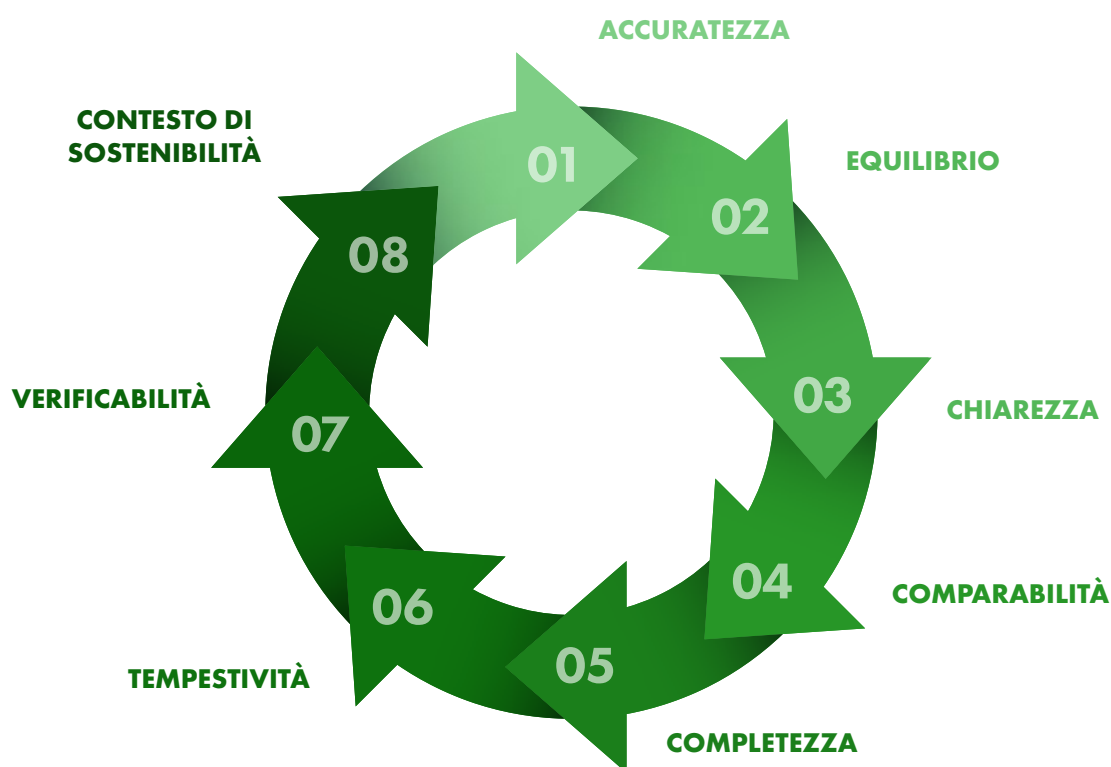 01
ACCURATEZZA
02
EQUILIBRIO
03
CHIAREZZA
04
COMPARABILITÀ
05
COMPLETEZZA
06
TEMPESTIVITÀ
07
VERIFICABILITÀ
08
CONTESTO DI
SOSTENIBILITÀ